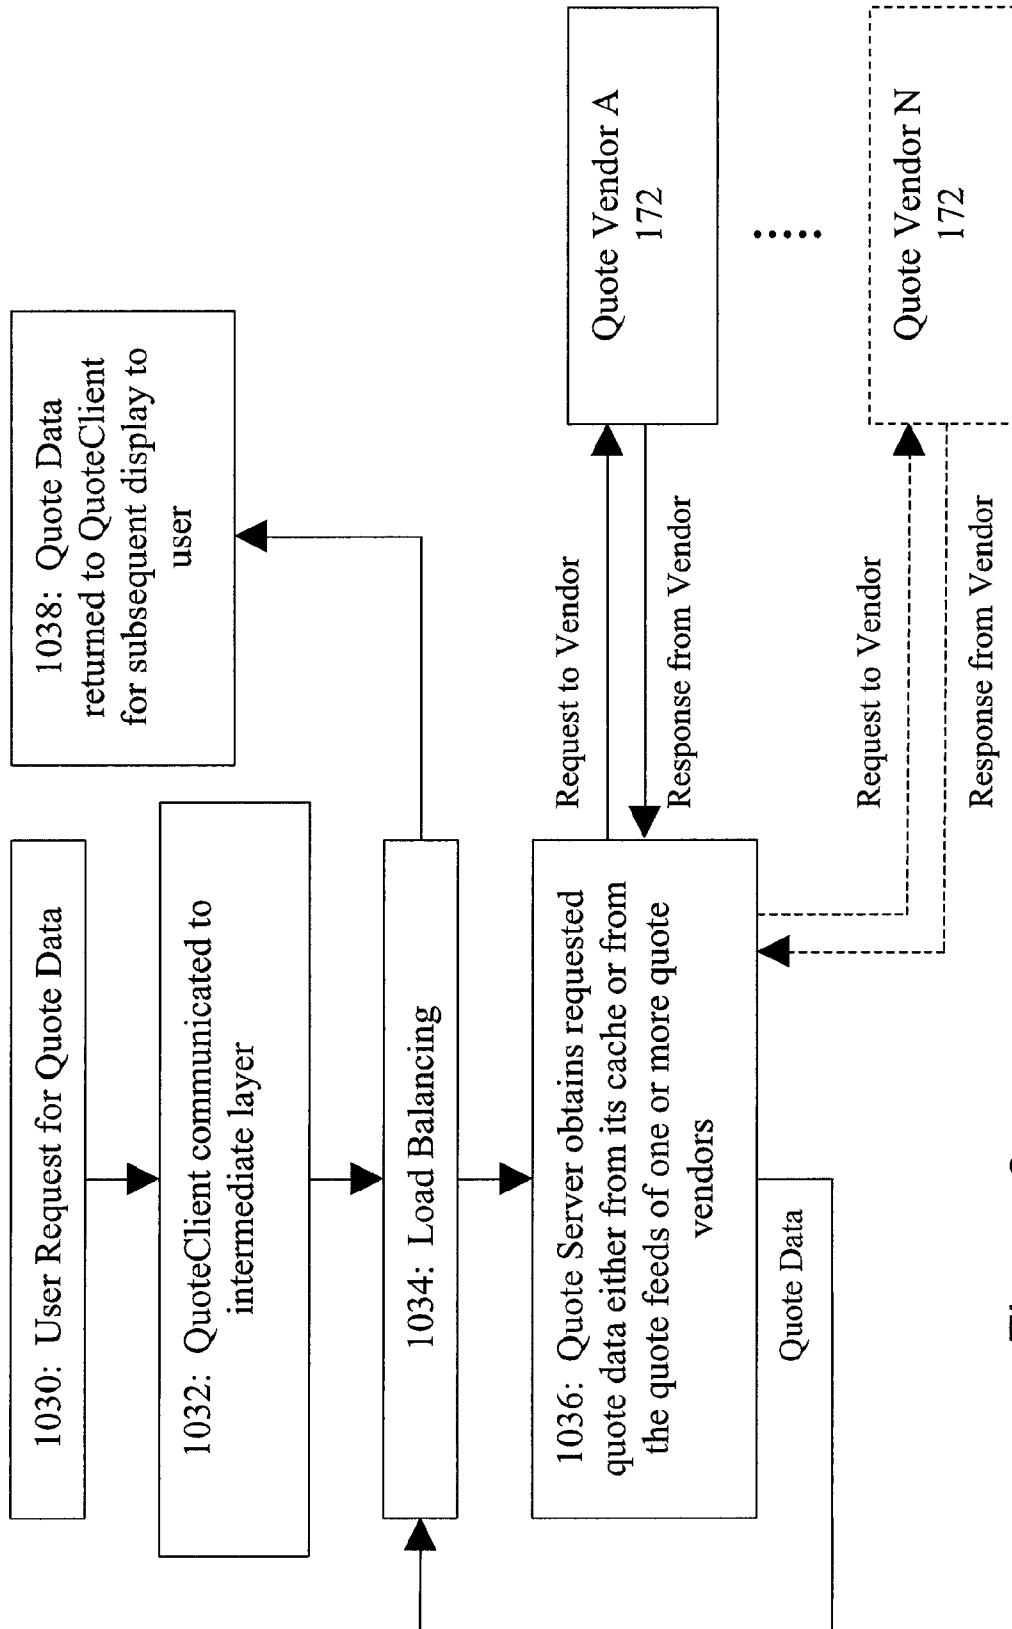 1030: User Request for Quote Data
1032: QuoteClient communicated to
intermediate layer
1034: Load Balancing
1036: Quote Server obtains requested
quote data either from its cache or from
the quote feeds of one or more quote
vendors
Quote Data
1038: Quote Data
returned to QuoteClient
for subsequent display to
user
Request to Vendor
Response from Vendor
Quote Vendor A
172
.....
Request to Vendor
Response from Vendor
Quote Vendor N
172